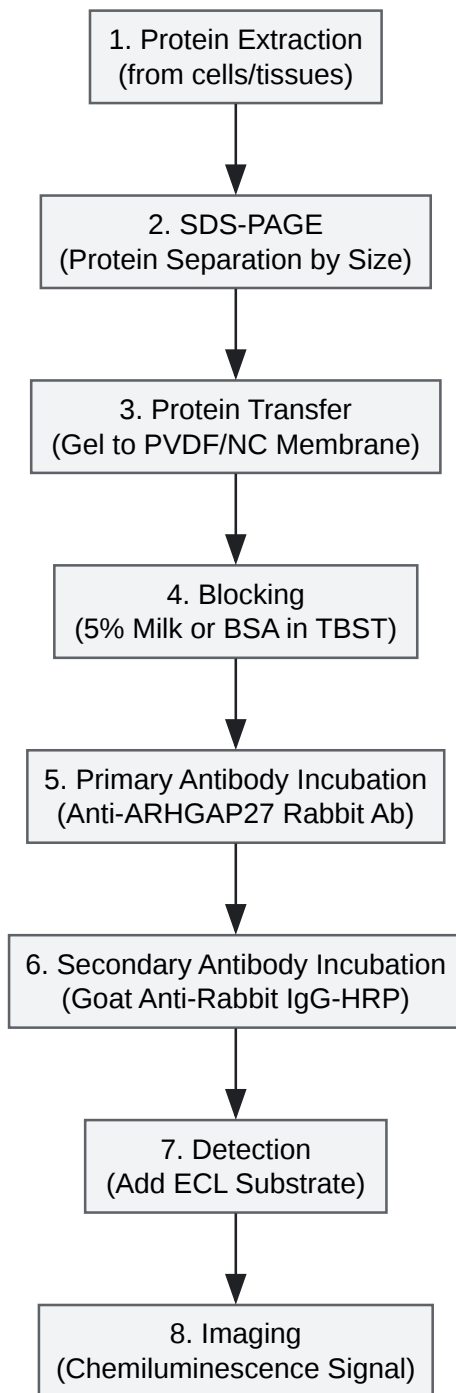 1. Protein Extraction
(from cells/tissues)
2. SDS-PAGE
(Protein Separation by Size)
3. Protein Transfer
(Gel to PVDF/NC Membrane)
4. Blocking
(5% Milk or BSA in TBST)
5. Primary Antibody Incubation
(Anti-ARHGAP27 Rabbit Ab)
6. Secondary Antibody Incubation
(Goat Anti-Rabbit IgG-HRP)
7. Detection
(Add ECL Substrate)
8. Imaging
(Chemiluminescence Signal)